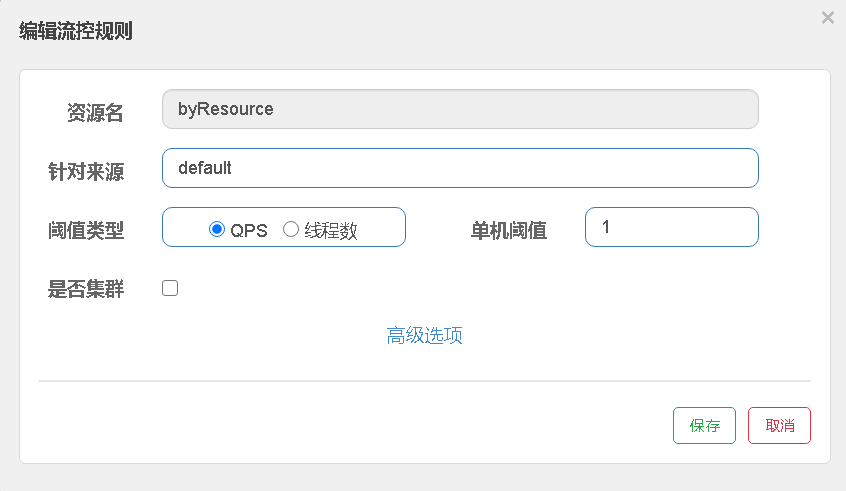 编辑流控规则
×
资源名 byResource
针对来源 default
阈值类型 QPS 线程数 单机阈值 1
是否集群
高级选项
保存 取消